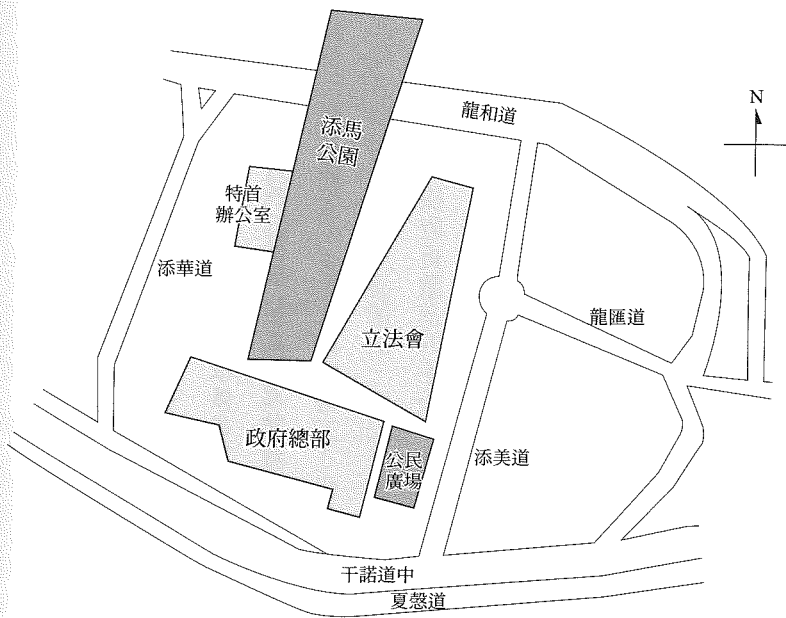 N
龍和道
添馬
公園
特首
辦公室
添華道
龍匯道
立法會
政府總部
公民
廣場
添美道
干諾道中
夏慤道